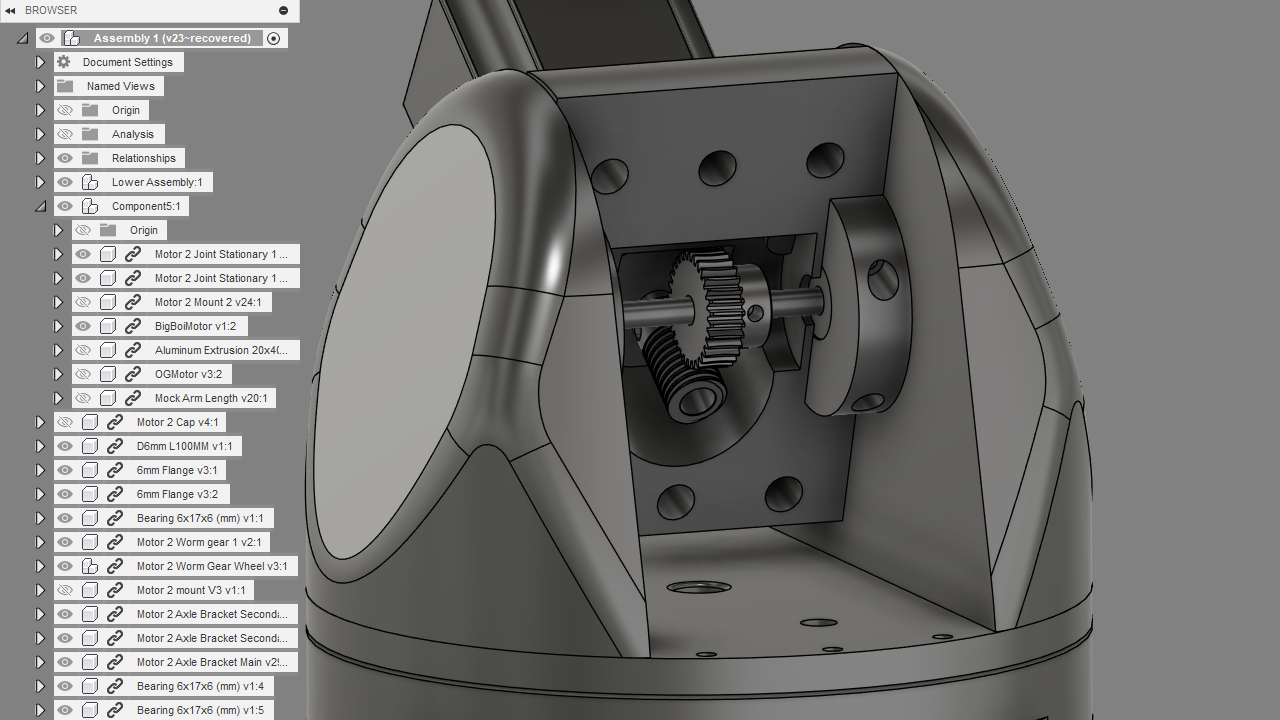 BROWSER
Assembly 1 (v23~recovered)
Document Settings
Named Views
Origin
Analysis
Relationships
Lower Assembly:1
Component5:1
Origin
Motor 2 Joint Stationary 1 ...
Motor 2 Joint Stationary 1 ...
Motor 2 Mount 2 v24:1
BigBoiMotor v1:2
Aluminum Extrusion 20x40...
OGMotor v3:2
Mock Arm Length v20:1
Motor 2 Cap v4:1
D6mm L100MM v1:1
6mm Flange v3:1
6mm Flange v3:2
Bearing 6x17x6 (mm) v1:1
Motor 2 Worm gear 1 v2:1
Motor 2 Worm Gear Wheel v3:1
Motor 2 mount V3 v1:1
Motor 2 Axle Bracket Seconda...
Motor 2 Axle Bracket Seconda...
Motor 2 Axle Bracket Main v2...
Bearing 6x17x6 (mm) v1:4
Bearing 6x17x6 (mm) v1:5